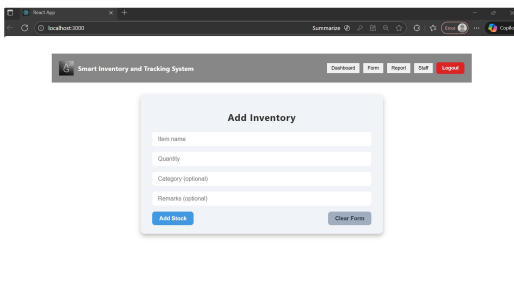 React App
localhost:3000
Summarize
Error
Copilot
Smart Inventory and Tracking System
Dashboard
Form
Report
Staff
Logout
Add Inventory
Item name
Quantity
Category (optional)
Remarks (optional)
Add Stock
Clear Form